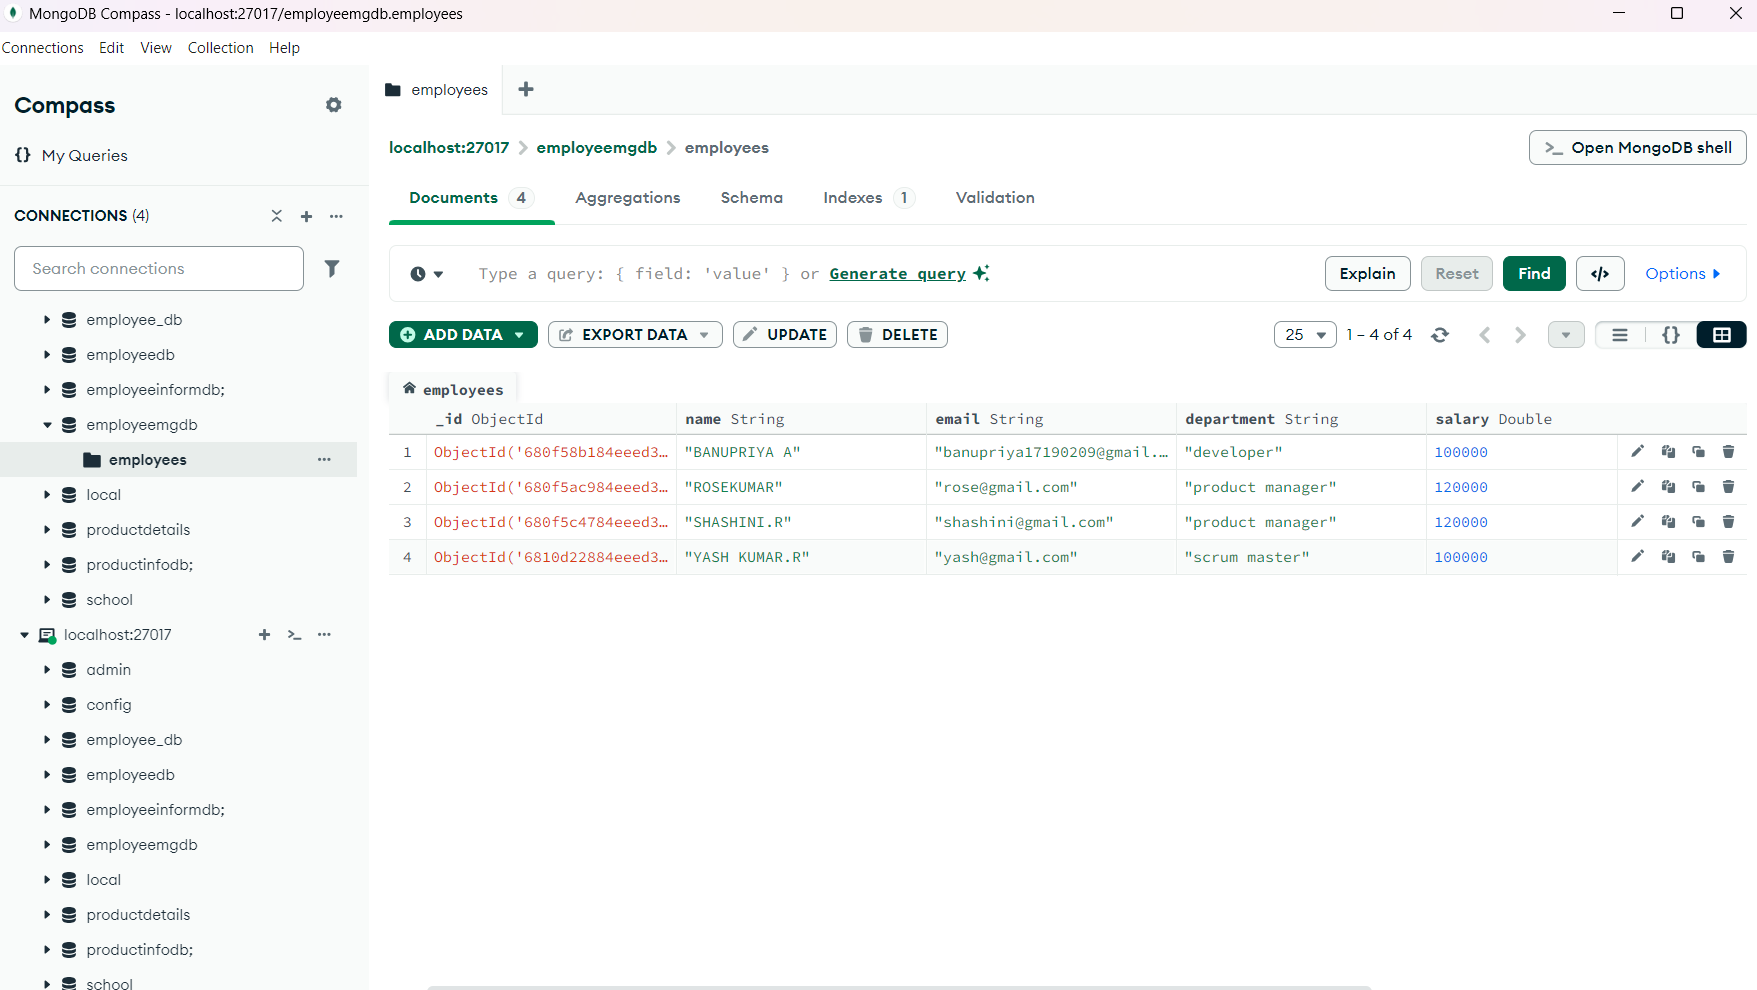 MongoDB Compass - localhost:27017/employeemgdb.employees
Connections Edit View Collection Help
Compass
{} My Queries
CONNECTIONS (4)
Search connections
employee_db
employeedb
employeeinformdb;
employeemgdb
employees
local
productdetails
productinfodb;
school
localhost:27017
admin
config
employee_db
employeedb
employeeinformdb;
employeemgdb
local
productdetails
productinfodb;
school
employees
localhost:27017 employeemgdb employees
>_ Open MongoDB shell
Documents 4 Aggregations Schema Indexes 1 Validation
Type a query: { field: 'value' } or Generate query
Explain Reset Find </> Options
ADD DATA EXPORT DATA UPDATE DELETE
25 1 – 4 of 4 {}
employees
_id ObjectId name String email String department String salary Double
1 ObjectId('680f58b184eeed3… "BANUPRIYA A" "banupriya17190209@gmail.… "developer" 100000
2 ObjectId('680f5ac984eeed3… "ROSEKUMAR" "rose@gmail.com" "product manager" 120000
3 ObjectId('680f5c4784eeed3… "SHASHINI.R" "shashini@gmail.com" "product manager" 120000
4 ObjectId('6810d22884eeed3… "YASH KUMAR.R" "yash@gmail.com" "scrum master" 100000